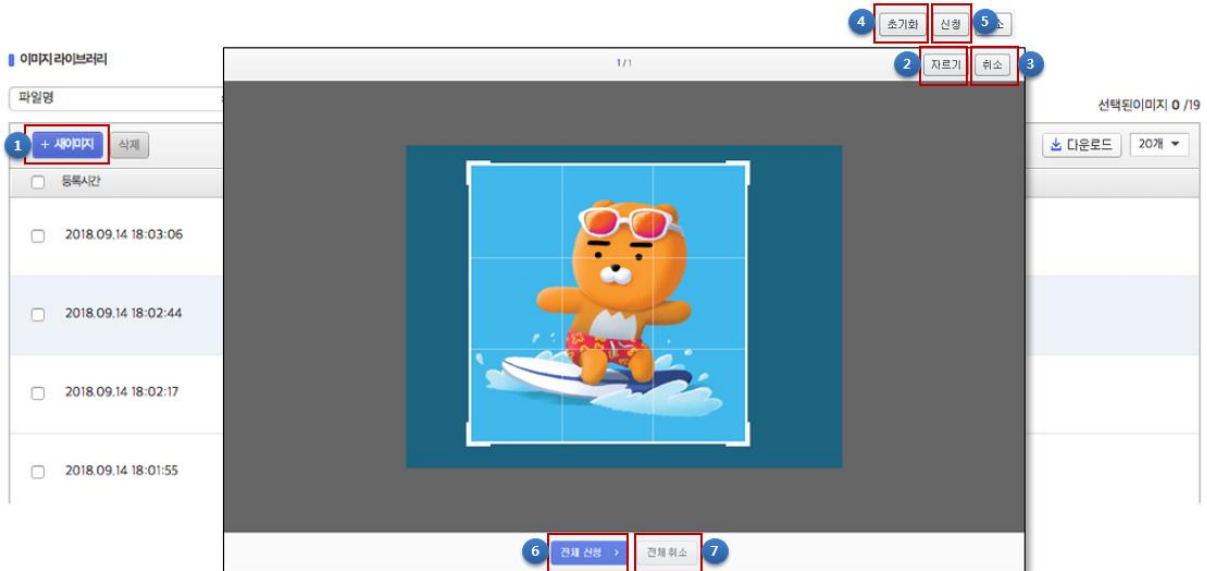 4 초기화 신청 5 소
이미지 라이브러리
1 / 1
2 자르기 취소 3
파일명
선택된이미지 0 /19
1 + 새이미지 삭제
다운로드 20개
등록시간
2018.09.14 18:03:06
2018.09.14 18:02:44
2018.09.14 18:02:17
2018.09.14 18:01:55
6 전체 신청 > 전체 취소 7